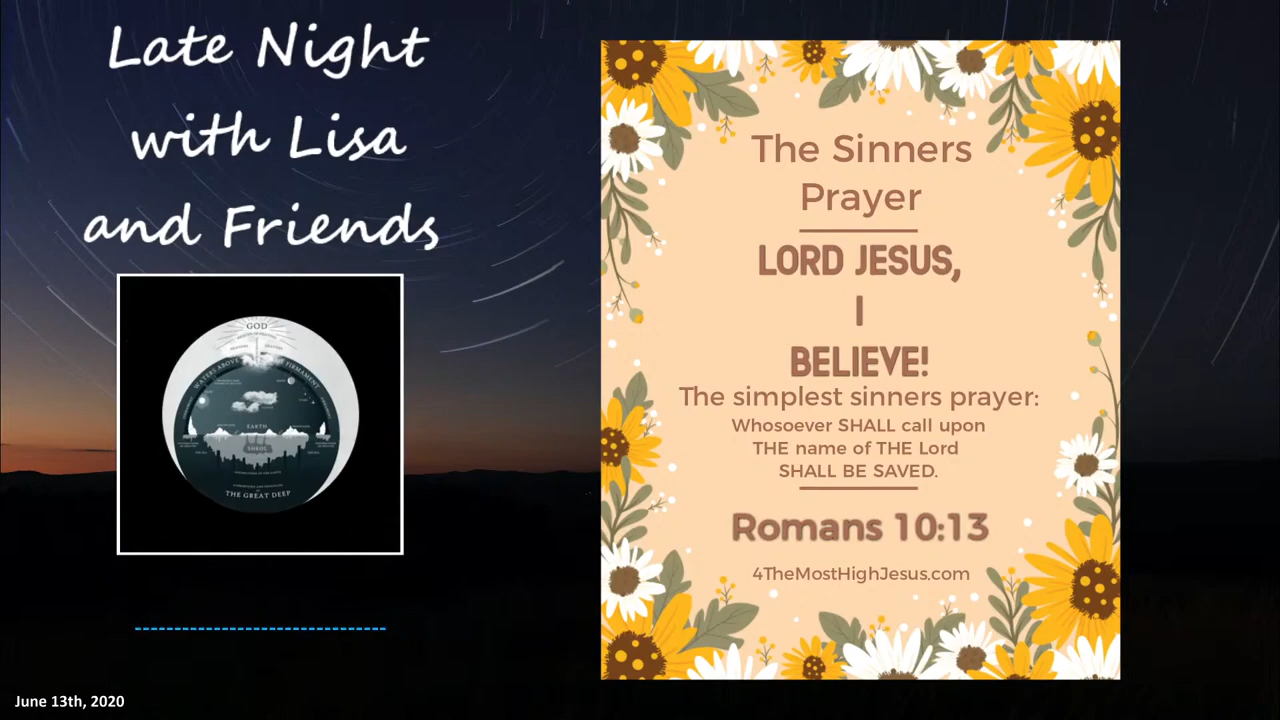 Late Night
with Lisa
and Friends
GOD
WATERS ABOVE
FIRMAMENT
EARTH
SHEOL
THE GREAT DEEP
June 13th, 2020
The Sinners
Prayer
LORD JESUS,
I
BELIEVE!
The simplest sinners prayer:
Whosoever SHALL call upon
THE name of THE Lord
SHALL BE SAVED.
Romans 10:13
4TheMostHighJesus.com